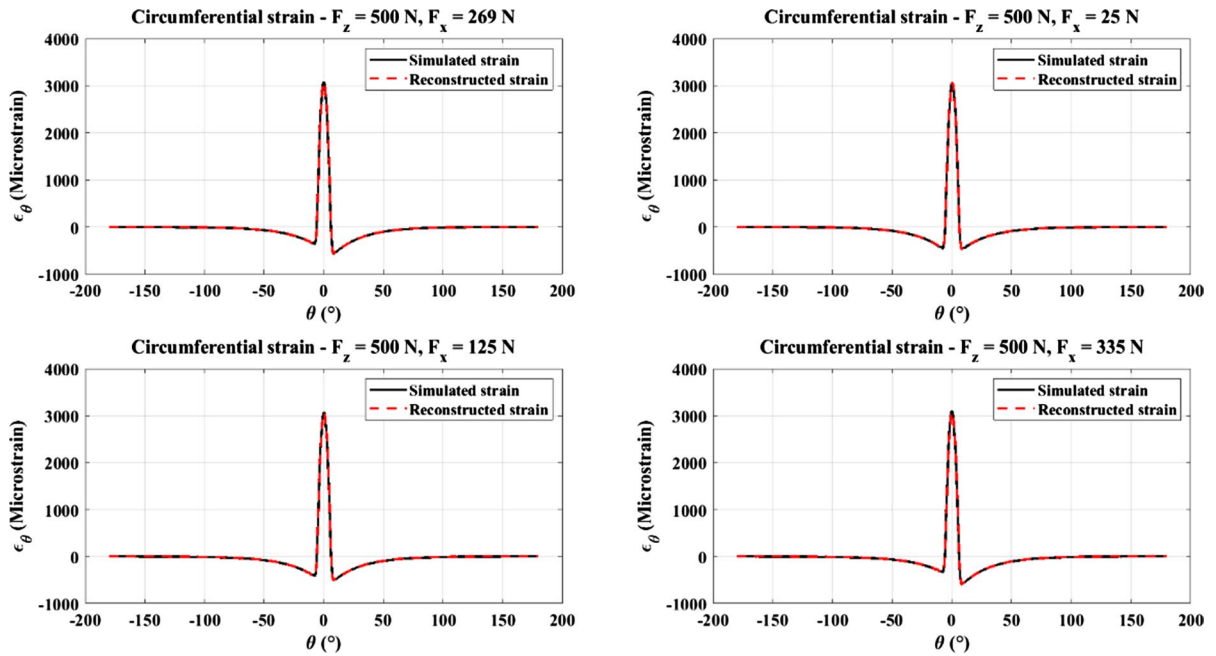 Circumferential strain - F_z = 500 N, F_x = 269 N
4000
3000
2000
1000
0
-1000
ϵ_θ (Microstrain)
Simulated strain
Reconstructed strain
-200 -150 -100 -50 0 50 100 150 200
θ (°)
Circumferential strain - F_z = 500 N, F_x = 25 N
4000
3000
2000
1000
0
-1000
ϵ_θ (Microstrain)
Simulated strain
Reconstructed strain
-200 -150 -100 -50 0 50 100 150 200
θ (°)
Circumferential strain - F_z = 500 N, F_x = 125 N
4000
3000
2000
1000
0
-1000
ϵ_θ (Microstrain)
Simulated strain
Reconstructed strain
-200 -150 -100 -50 0 50 100 150 200
θ (°)
Circumferential strain - F_z = 500 N, F_x = 335 N
4000
3000
2000
1000
0
-1000
ϵ_θ (Microstrain)
Simulated strain
Reconstructed strain
-200 -150 -100 -50 0 50 100 150 200
θ (°)